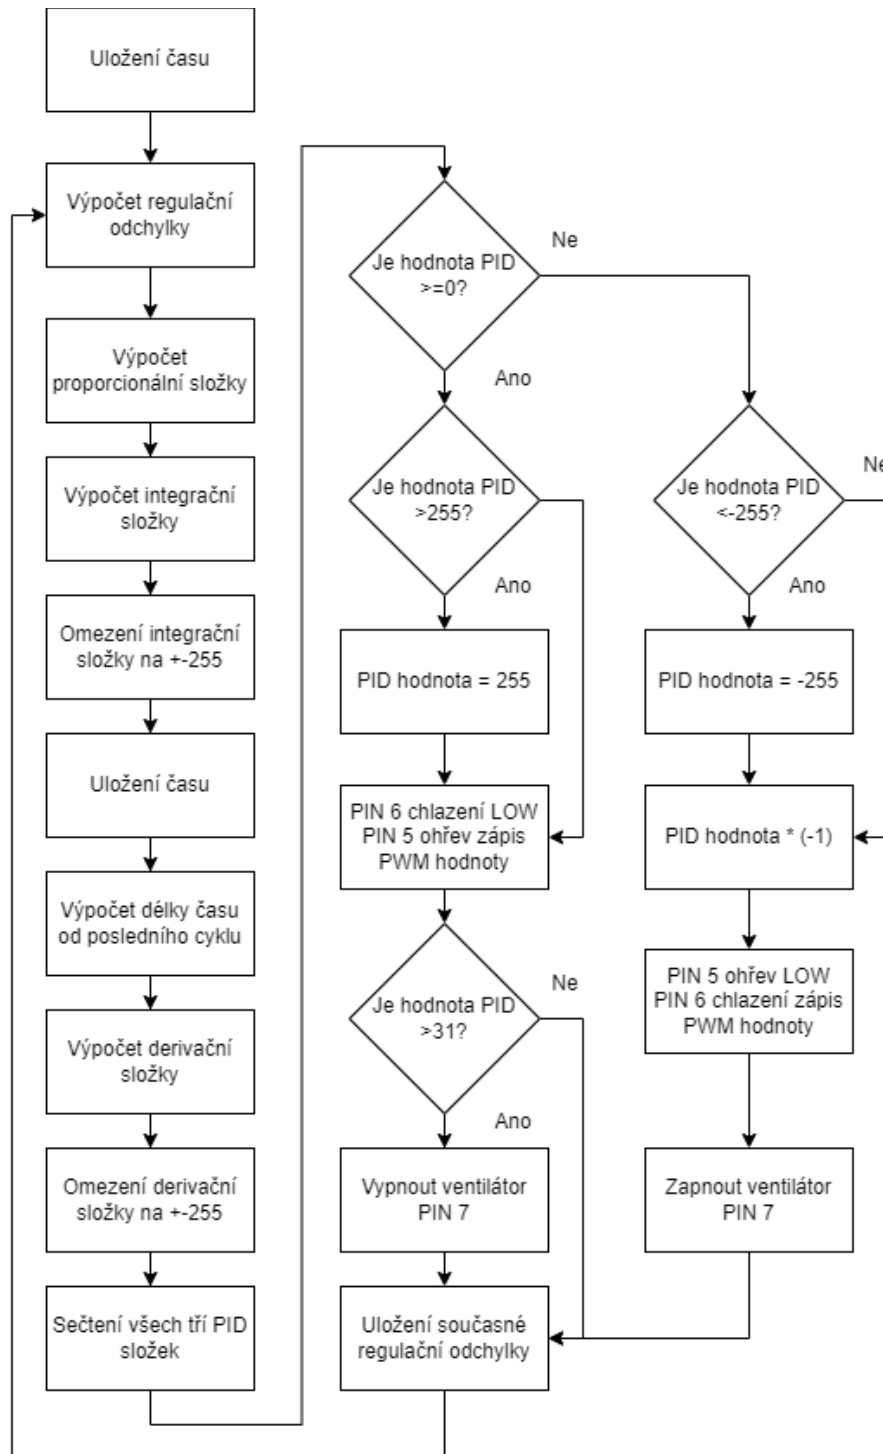 Uložení času
Výpočet regulační
odchylky
Výpočet
proporcionální složky
Výpočet integrační
složky
Omezení integrační
složky na +-255
Uložení času
Výpočet délky času
od posledního cyklu
Výpočet derivační
složky
Omezení derivační
složky na +-255
Sečtení všech tří PID
složek
Je hodnota PID
>=0?
Ne
Ano
Je hodnota PID
>255?
Ano
PID hodnota = 255
PIN 6 chlazení LOW
PIN 5 ohřev zápis
PWM hodnoty
Je hodnota PID
>31?
Ne
Ano
Vypnout ventilátor
PIN 7
Uložení současné
regulační odchylky
Je hodnota PID
<-255?
Ne
Ano
PID hodnota = -255
PID hodnota * (-1)
PIN 5 ohřev LOW
PIN 6 chlazení zápis
PWM hodnoty
Zapnout ventilátor
PIN 7